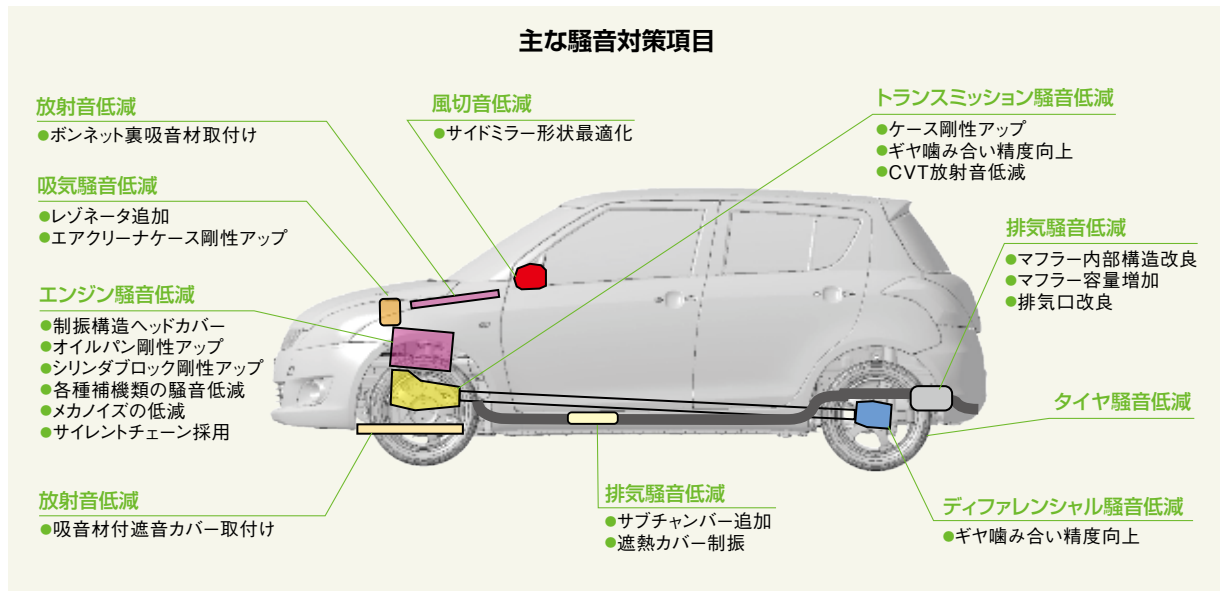 主な騒音対策項目
放射音低減
●ボンネット裏吸音材取付け
吸気騒音低減
●レゾネータ追加
●エアクリーナケース剛性アップ
エンジン騒音低減
●制振構造ヘッドカバー
●オイルパン剛性アップ
●シリンダブロック剛性アップ
●各種補機類の騒音低減
●メカノイズの低減
●サイレントチェーン採用
放射音低減
●吸音材付遮音カバー取付け
風切音低減
●サイドミラー形状最適化
排気騒音低減
●サブチャンバー追加
●遮熱カバー制振
トランスミッション騒音低減
●ケース剛性アップ
●ギヤ噛み合い精度向上
●CVT放射音低減
排気騒音低減
●マフラー内部構造改良
●マフラー容量増加
●排気口改良
タイヤ騒音低減
ディファレンシャル騒音低減
●ギヤ噛み合い精度向上